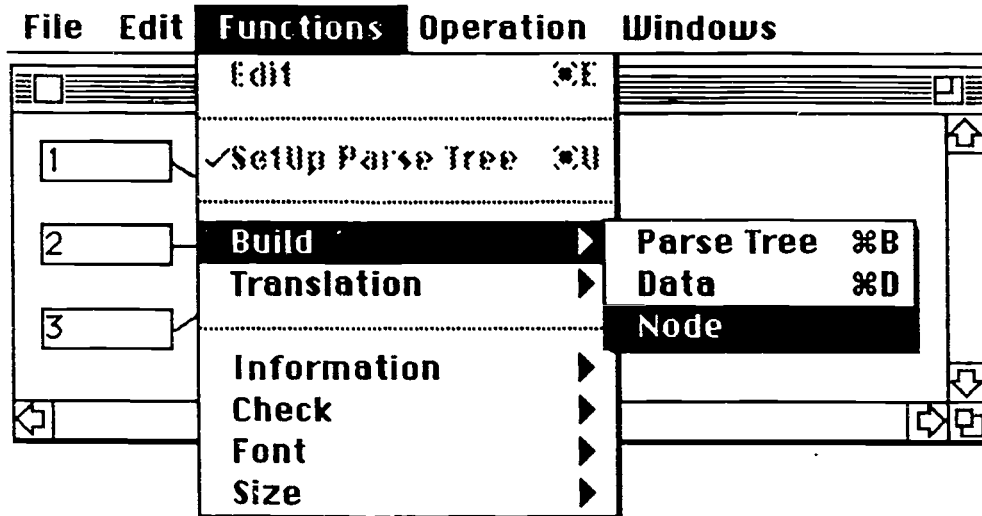 File Edit Functions Operation Windows
Edit ⌘E
1 ✓SetUp Parse Tree ⌘U
2 Build Parse Tree ⌘B
Translation Data ⌘D
3 Node
Information
Check
Font
Size